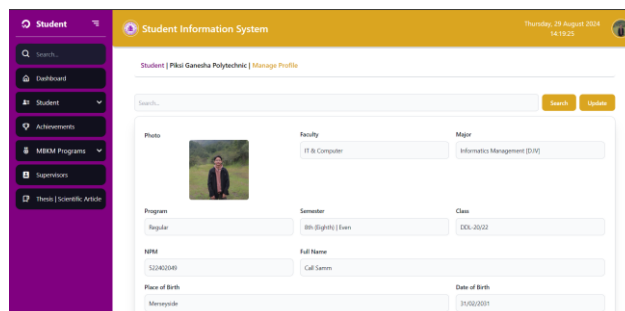 Student
Search...
Dashboard
Student
Achievements
MBKM Programs
Supervisors
Thesis | Scientific Article
Student Information System
Thursday, 29 August 2024
14:19:25
Student | Piksi Ganesha Polytechnic | Manage Profile
Search...
Search
Update
Photo
Faculty
IT & Computer
Major
Informatics Management [DJV]
Program
Regular
Semester
8th (Eighth) | Even
Class
DDL-20/22
NPM
522402049
Full Name
Call Samm
Place of Birth
Merseyside
Date of Birth
31/02/2031